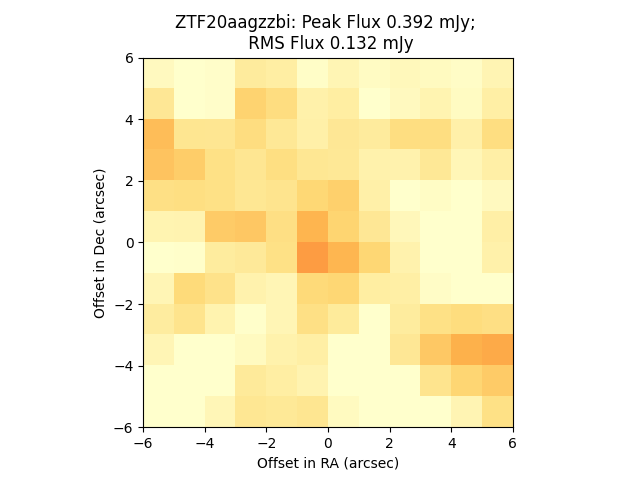 ZTF20aagzzbi: Peak Flux 0.392 mJy;
RMS Flux 0.132 mJy
6
4
2
0
−2
−4
−6
Offset in Dec (arcsec)
−6 −4 −2 0 2 4 6
Offset in RA (arcsec)